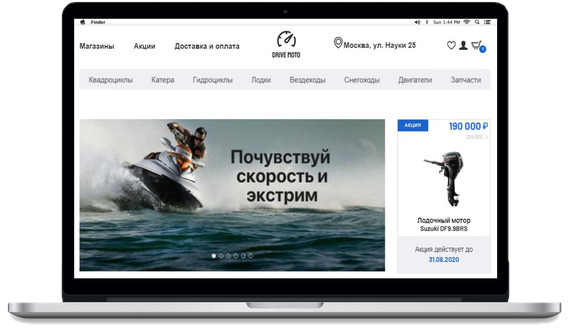 Finder
Sun 1:44 PM
Магазины Акции Доставка и оплата
DRIVE MOTO
Москва, ул. Науки 25
Квадроциклы Катера Гидроциклы Лодки Вездеходы Снегоходы Двигатели Запчасти
Почувствуй
скорость и
экстрим
АКЦИЯ
190 000 ₽
Лодочный мотор
Suzuki DF9.9BRS
Акция действует до
31.08.2020